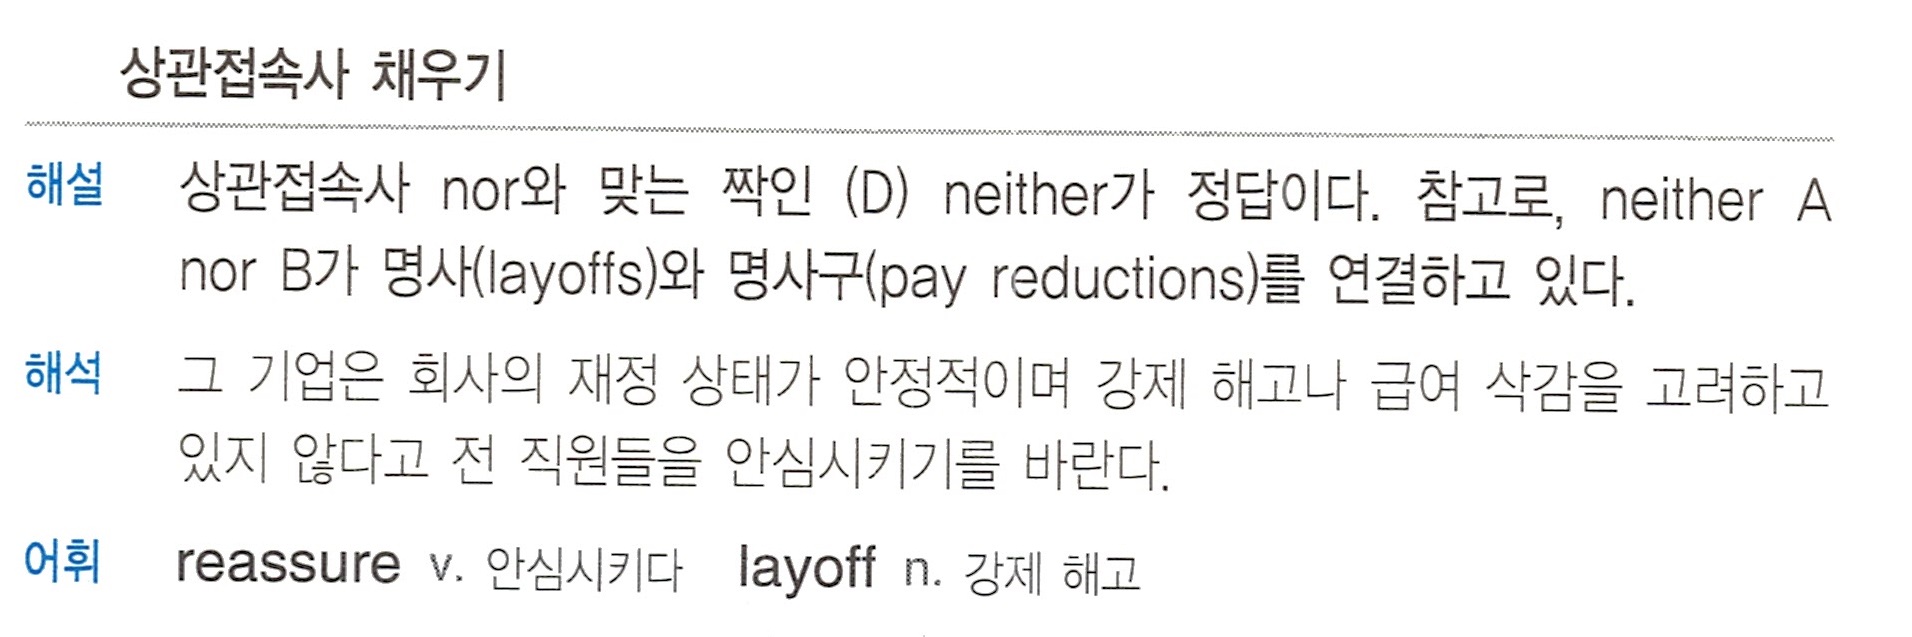 상관접속사 채우기
해설 상관접속사 nor와 맞는 짝인 (D) neither가 정답이다. 참고로, neither A
nor B가 명사(layoffs)와 명사구(pay reductions)를 연결하고 있다.
해석 그 기업은 회사의 재정 상태가 안정적이며 강제 해고나 급여 삭감을 고려하고
있지 않다고 전 직원들을 안심시키기를 바란다.
어휘 reassure v. 안심시키다 layoff n. 강제 해고